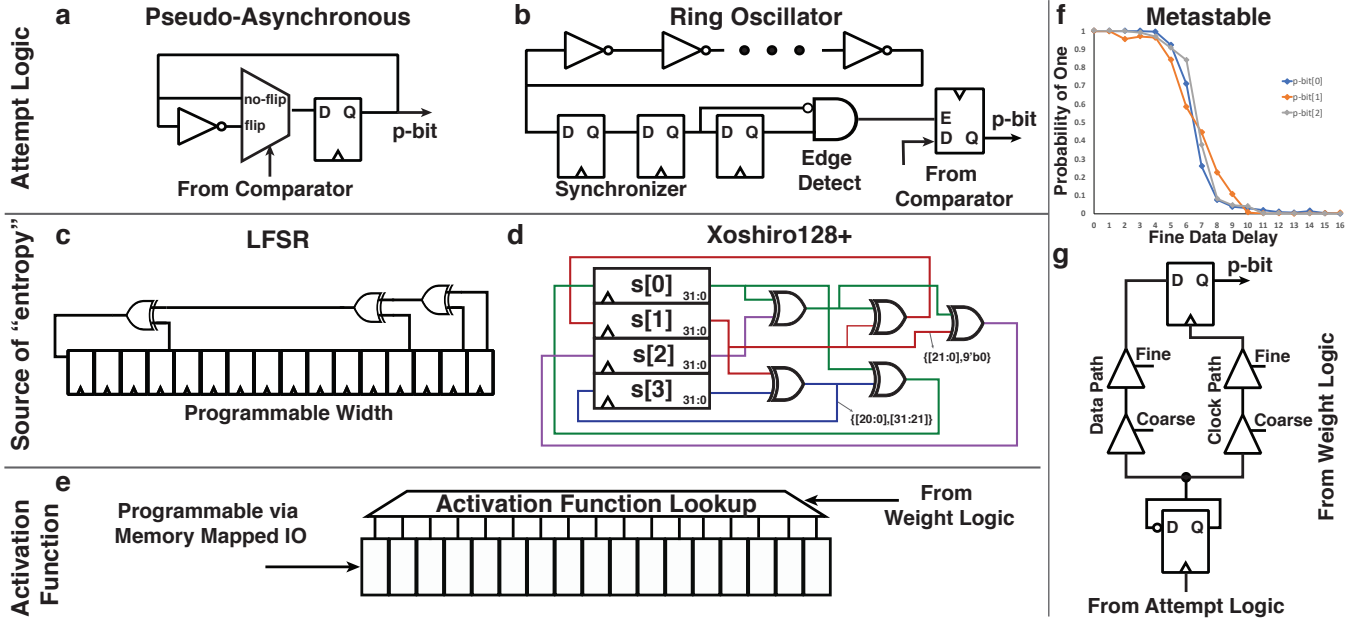 Attempt Logic
a
Pseudo-Asynchronous
no-flip
flip
D Q
p-bit
From Comparator
b
Ring Oscillator
D Q
D Q
D Q
Synchronizer
Edge
Detect
E
D Q
p-bit
From
Comparator
Source of “entropy”
c
LFSR
Programmable Width
d
Xoshiro128+
s[0]
31:0
s[1]
31:0
s[2]
31:0
s[3]
31:0
{[21:0],9'b0}
{[20:0],[31:21]}
Activation
Function
e
Programmable via
Memory Mapped IO
Activation Function Lookup
From
Weight Logic
f
Metastable
Probability of One
1
0.9
0.8
0.7
0.6
0.5
0.4
0.3
0.2
0.1
0
0 1 2 3 4 5 6 7 8 9 10 11 12 13 14 15 16
Fine Data Delay
p-bit[0]
p-bit[1]
p-bit[2]
g
D Q
p-bit
Data Path
Fine
Coarse
Clock Path
Fine
Coarse
From Weight Logic
D Q
From Attempt Logic